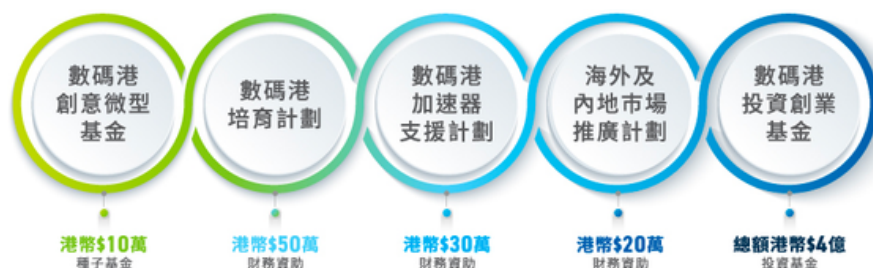 數碼港
創意微型
基金
數碼港
培育計劃
數碼港
加速器
支援計劃
海外及
內地市場
推廣計劃
數碼港
投資創業
基金
港幣$10萬
種子基金
港幣$50萬
財務資助
港幣$30萬
財務資助
港幣$20萬
財務資助
總額港幣$4億
投資基金